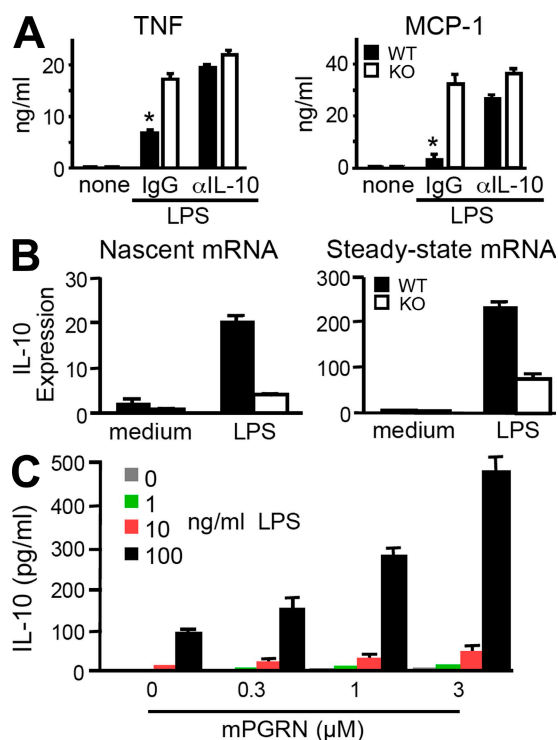 A
TNF
ng/ml
20
10
0
*
none IgG αIL-10
LPS
MCP-1
WT
KO
ng/ml
40
20
0
*
none IgG αIL-10
LPS
B
Nascent mRNA
IL-10
Expression
30
20
10
0
medium LPS
Steady-state mRNA
WT
KO
300
200
100
0
medium LPS
C
IL-10 (pg/ml)
500
400
300
200
100
0
0
1
10 ng/ml LPS
100
0 0.3 1 3
mPGRN (μM)